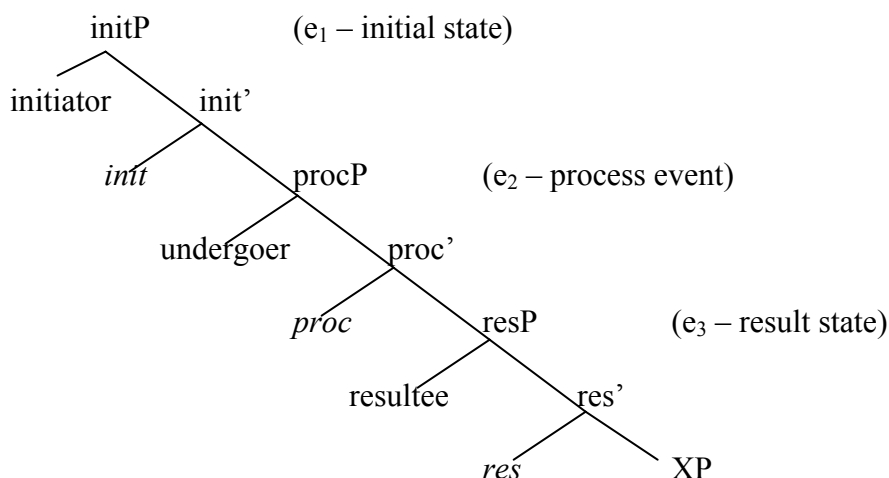 initP (e₁ – initial state)
initiator init’
init procP (e₂ – process event)
undergoer proc’
proc resP (e₃ – result state)
resultee res’
res XP